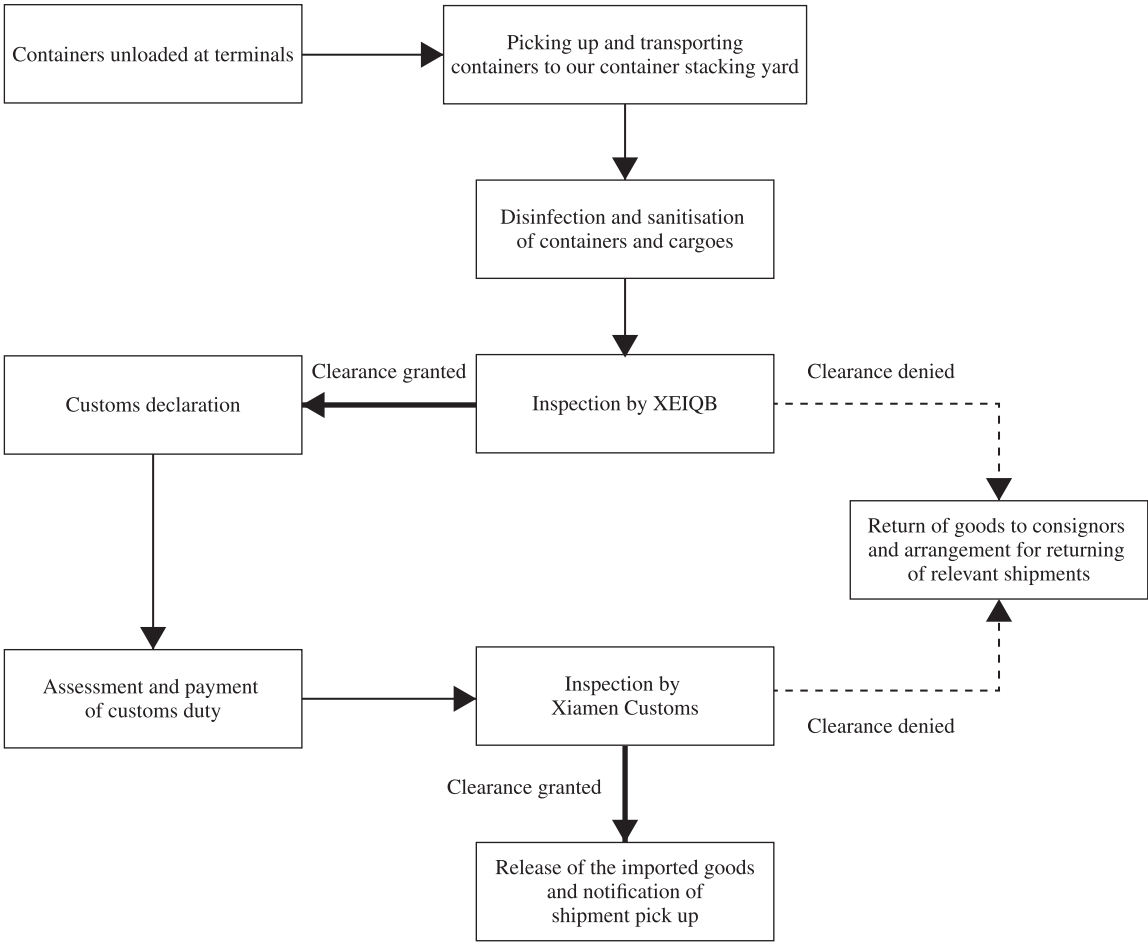 Containers unloaded at terminals
Picking up and transporting
containers to our container stacking yard
Disinfection and sanitisation
of containers and cargoes
Customs declaration
Clearance granted
Inspection by XEIQB
Clearance denied
Return of goods to consignors
and arrangement for returning
of relevant shipments
Assessment and payment
of customs duty
Inspection by
Xiamen Customs
Clearance denied
Clearance granted
Release of the imported goods
and notification of
shipment pick up